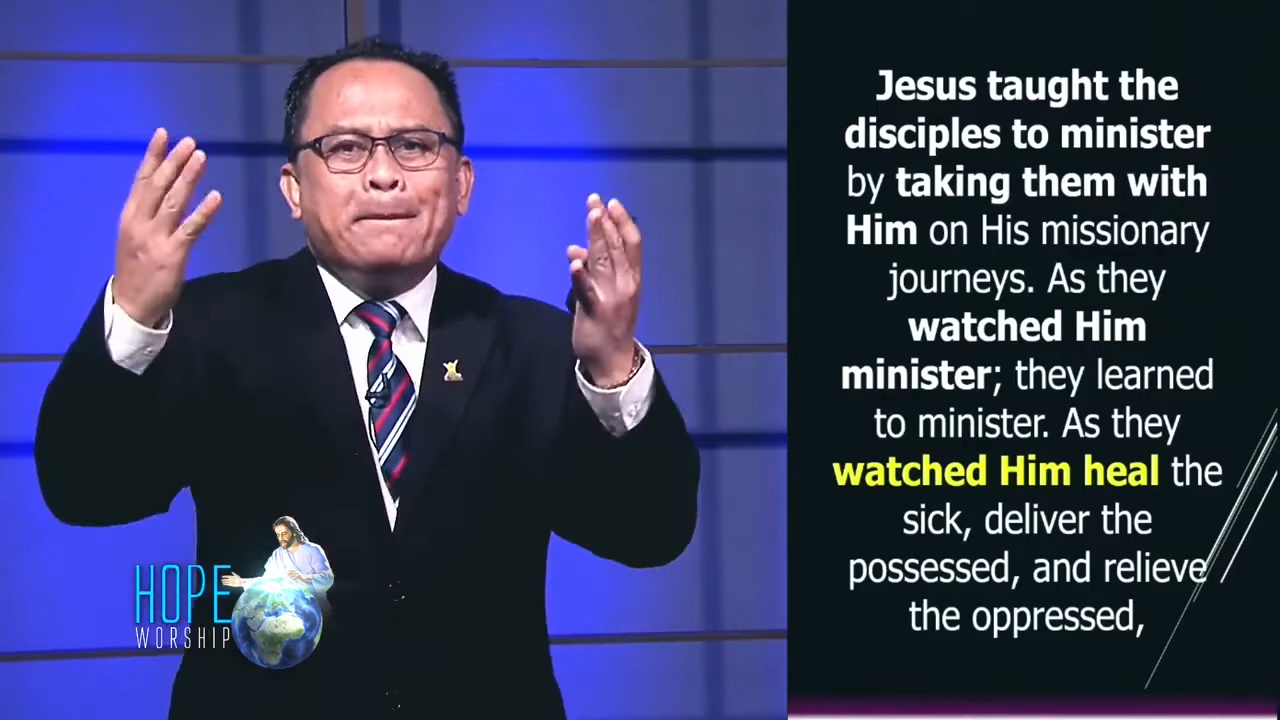 Jesus taught the
disciples to minister
by taking them with
Him on His missionary
journeys. As they
watched Him
minister; they learned
to minister. As they
watched Him heal the
sick, deliver the
possessed, and relieve
the oppressed,
HOPE
WORSHIP